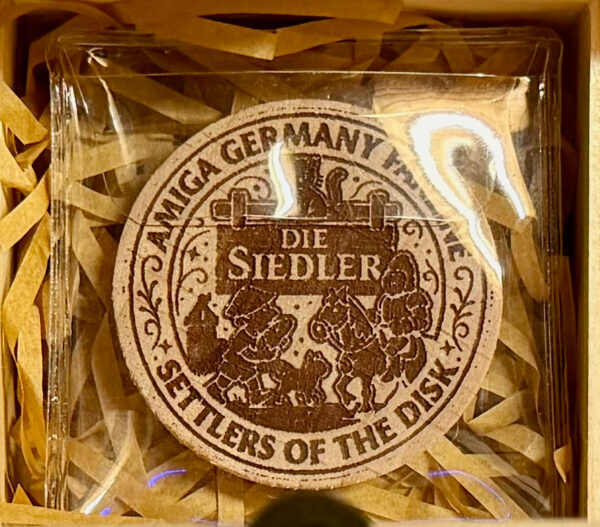 AMIGA GERMANY
DIE
SIEDLER
SETTLERS OF THE DISK